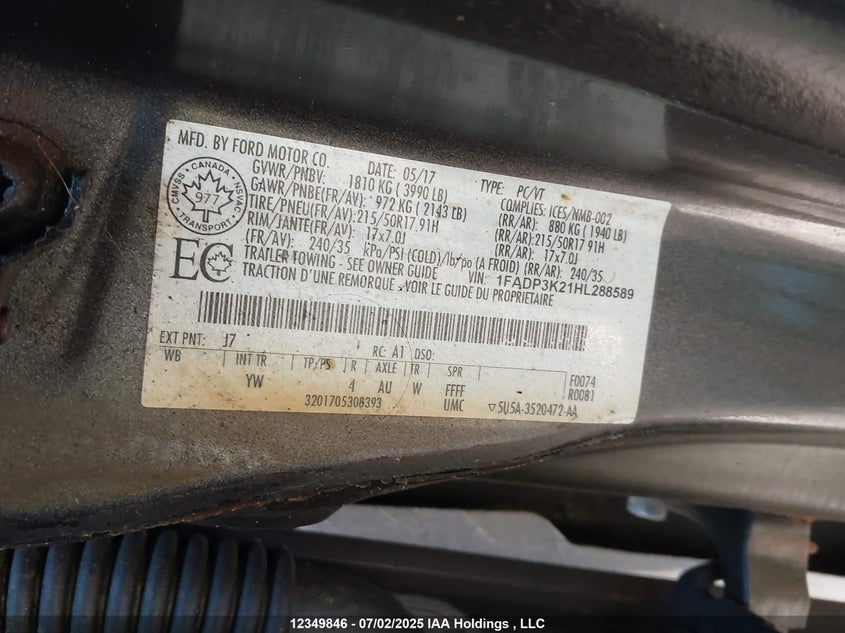 MFD. BY FORD MOTOR CO.
DATE: 05/17
TYPE: PC/VT
GVWR/PNBV: 1810 KG ( 3990 LB)
COMPLIES: ICES/NMB-002
GAWR/PNBE(FR/AV): 972 KG ( 2143 LB) (RR/AR): 880 KG ( 1940 LB)
TIRE/PNEU(FR/AV): 215/50R17 91H (RR/AR): 215/50R17 91H
RIM/JANTE(FR/AV): 17x7.0J (RR/AR): 17x7.0J
(FR/AV): 240/35 kPa/PSI (COLD)/lb/po (A FROID) (RR/AR): 240/35
TRAILER TOWING - SEE OWNER GUIDE
VIN: 1FADP3K21HL288589
TRACTION D'UNE REMORQUE - VOIR LE GUIDE DU PROPRIETAIRE
CANADA
CMVSS NSVAC
977
TRANSPORT
EC
EXT PNT: J7 RC: A1 DSO:
WB INT TR TP/PS R AXLE TR SPR F0074
YW 4 AU W FFFF R0081
3201705308393 UMC ▽5U5A-3520472-AA
12349846 - 07/02/2025 IAA Holdings , LLC